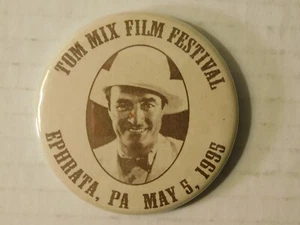 TOM MIX FILM FESTIVAL
EPHRATA, PA MAY 5, 1995